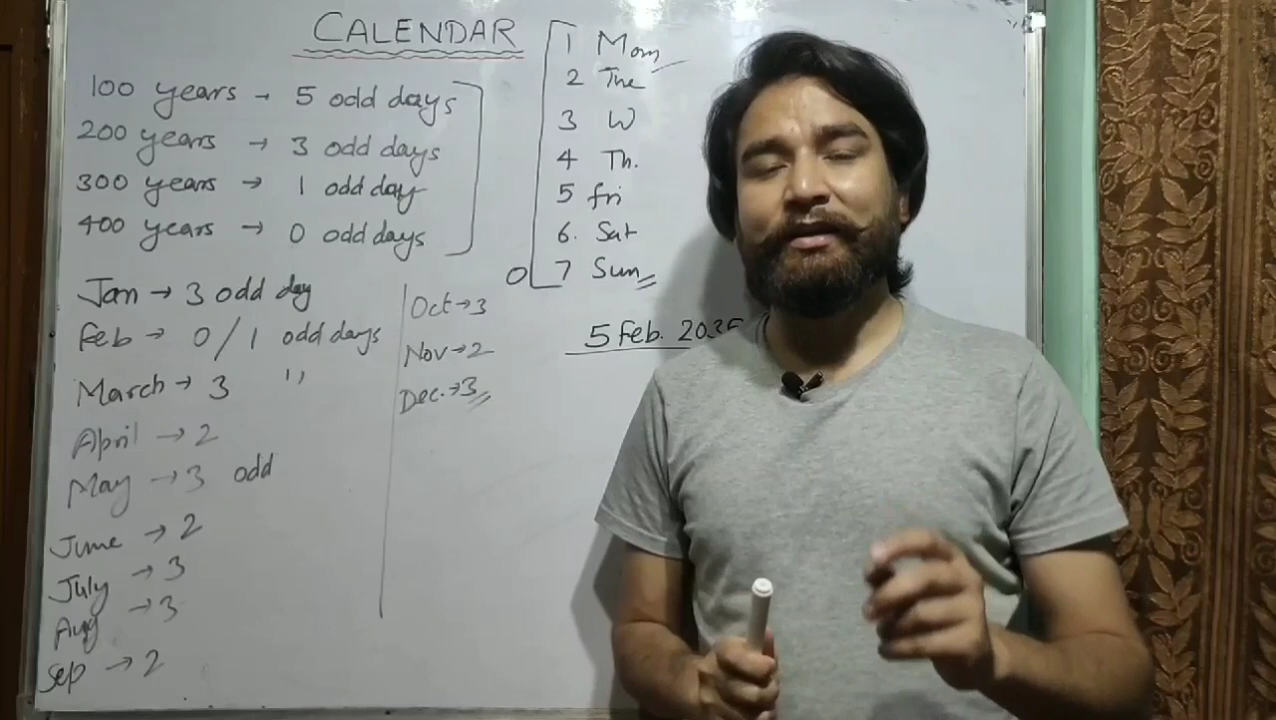 CALENDAR
100 years → 5 odd days
200 years → 3 odd days
300 years → 1 odd day
400 years → 0 odd days
1 Mon
2 Tue
3 W
4 Th.
5 fri
6. Sat
0 7 Sun
Jan → 3 odd day
Feb → 0/1 odd days
March → 3 ''
April → 2
May → 3 odd
June → 2
July → 3
Aug → 3
Sep → 2
Oct → 3
Nov → 2
Dec. → 3
5 Feb. 2035